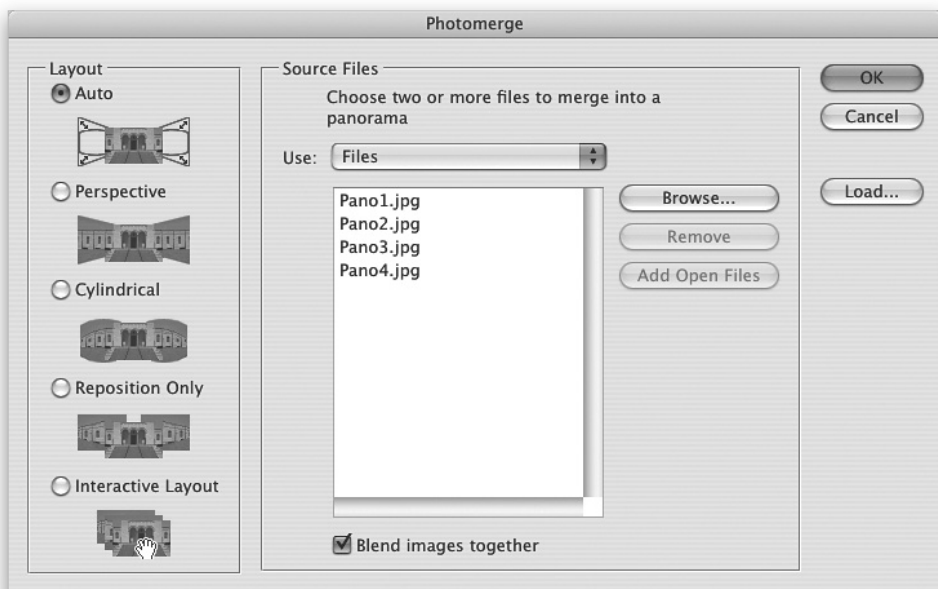 Photomerge
Layout
Auto
Perspective
Cylindrical
Reposition Only
Interactive Layout
Source Files
Choose two or more files to merge into a
panorama
Use: Files
Pano1.jpg
Pano2.jpg
Pano3.jpg
Pano4.jpg
Browse...
Remove
Add Open Files
Blend images together
OK
Cancel
Load...